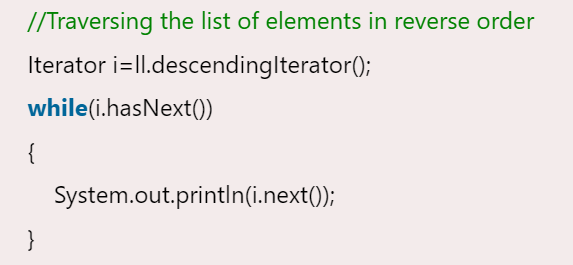 //Traversing the list of elements in reverse order
Iterator i=ll.descendingIterator();
while(i.hasNext())
{
System.out.println(i.next());
}